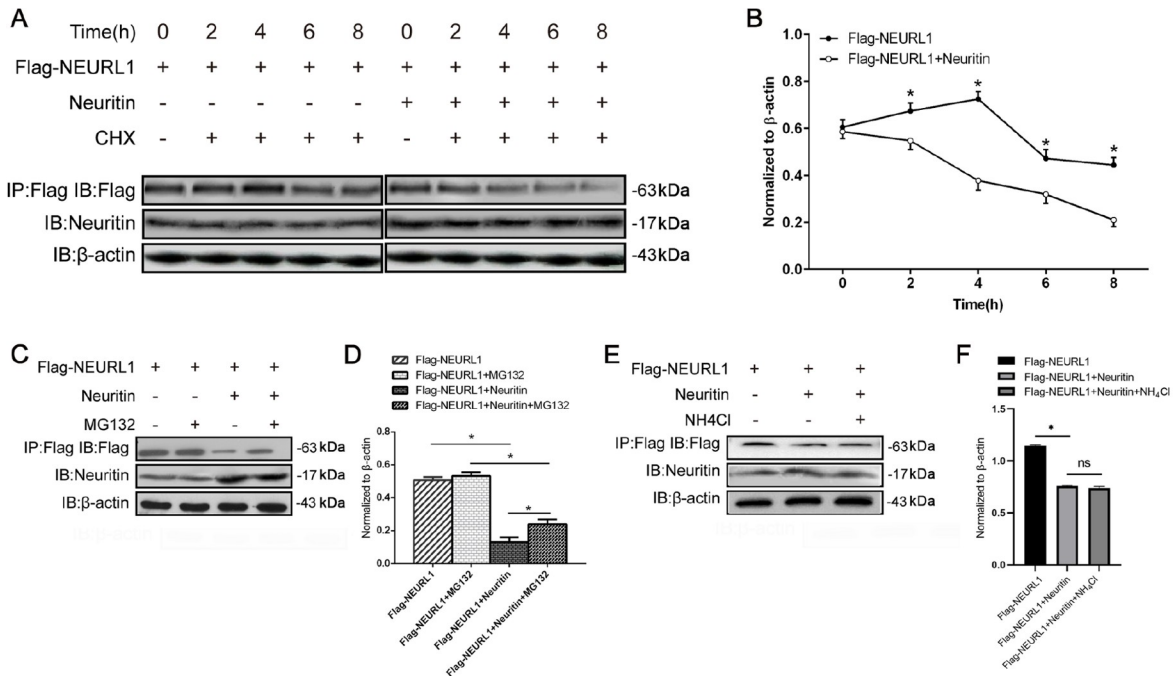 A
Time(h) 0 2 4 6 8 0 2 4 6 8
Flag-NEURL1 + + + + + + + + + +
Neuritin - - - - - + + + + +
CHX - + + + + - + + + +
IP:Flag IB:Flag -63kDa
IB:Neuritin -17kDa
IB:β-actin -43kDa
B
Flag-NEURL1
Flag-NEURL1+Neuritin
Normalized to β-actin
1.0
0.8
0.6
0.4
0.2
0.0
* * * *
0 2 4 6 8
Time(h)
C
Flag-NEURL1 + + + +
Neuritin - - + +
MG132 - + - +
IP:Flag IB:Flag -63kDa
IB:Neuritin -17kDa
IB:β-actin -43 kDa
D
Flag-NEURL1
Flag-NEURL1+MG132
Flag-NEURL1+Neuritin
Flag-NEURL1+Neuritin+MG132
Normalized to β-actin
0.8
0.6
0.4
0.2
0.0
*
*
*
Flag-NEURL1
Flag-NEURL1+MG132
Flag-NEURL1+Neuritin
Flag-NEURL1+Neuritin+MG132
E
Flag-NEURL1 + + +
Neuritin - + +
NH4Cl - - +
IP:Flag IB:Flag -63kDa
IB:Neuritin -17kDa
IB:β-actin -43kDa
F
Flag-NEURL1
Flag-NEURL1+Neuritin
Flag-NEURL1+Neuritin+NH₄Cl
Normalized to β-actin
1.5
1.0
0.5
0.0
*
ns
Flag-NEURL1
Flag-NEURL1+Neuritin
Flag-NEURL1+Neuritin+NH₄Cl